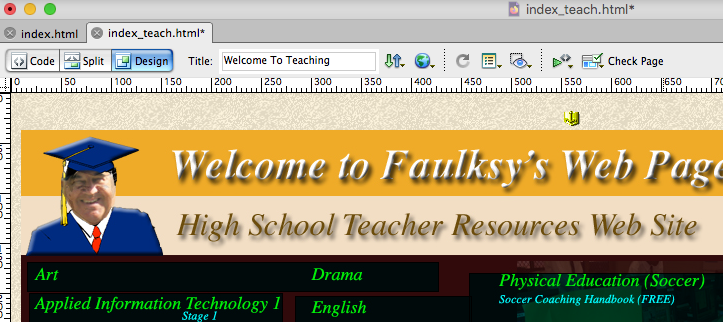 index_teach.html*
index.html
index_teach.html*
Code Split Design Title: Welcome To Teaching Check Page
0 50 100 150 200 250 300 350 400 450 500 550 600 650 700
Welcome to Faulksy's Web Page
High School Teacher Resources Web Site
Art
Drama
Physical Education (Soccer)
Soccer Coaching Handbook (FREE)
Applied Information Technology 1
Stage 1
English